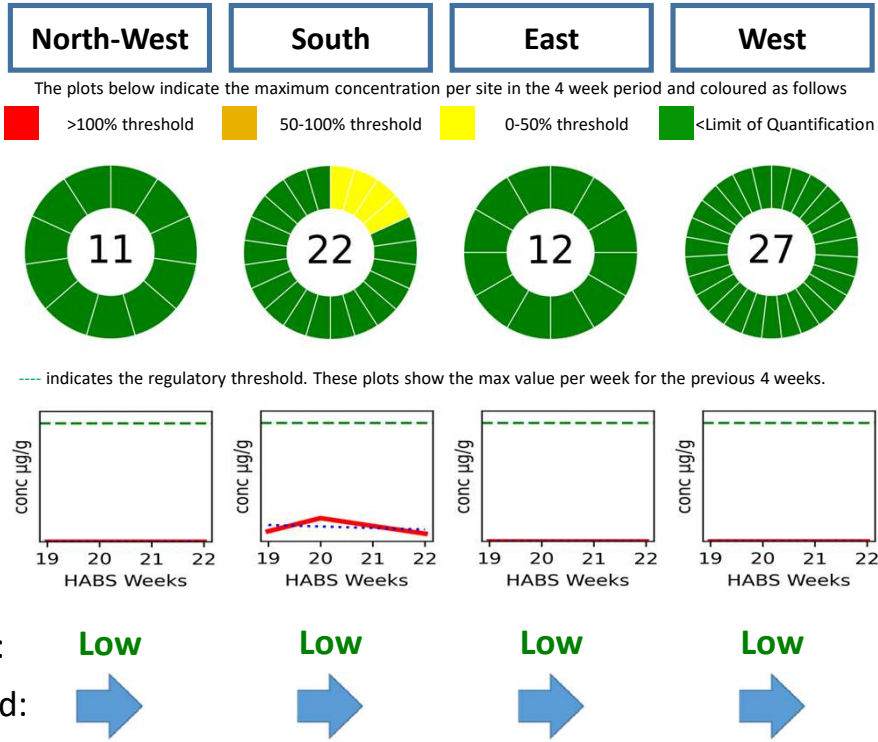 North-West South East West
The plots below indicate the maximum concentration per site in the 4 week period and coloured as follows
>100% threshold 50-100% threshold 0-50% threshold <Limit of Quantification
11 22 12 27
---- indicates the regulatory threshold. These plots show the max value per week for the previous 4 weeks.
conc µg/g conc µg/g conc µg/g conc µg/g
19 20 21 22 19 20 21 22 19 20 21 22 19 20 21 22
HABS Weeks HABS Weeks HABS Weeks HABS Weeks
: Low Low Low Low
d: